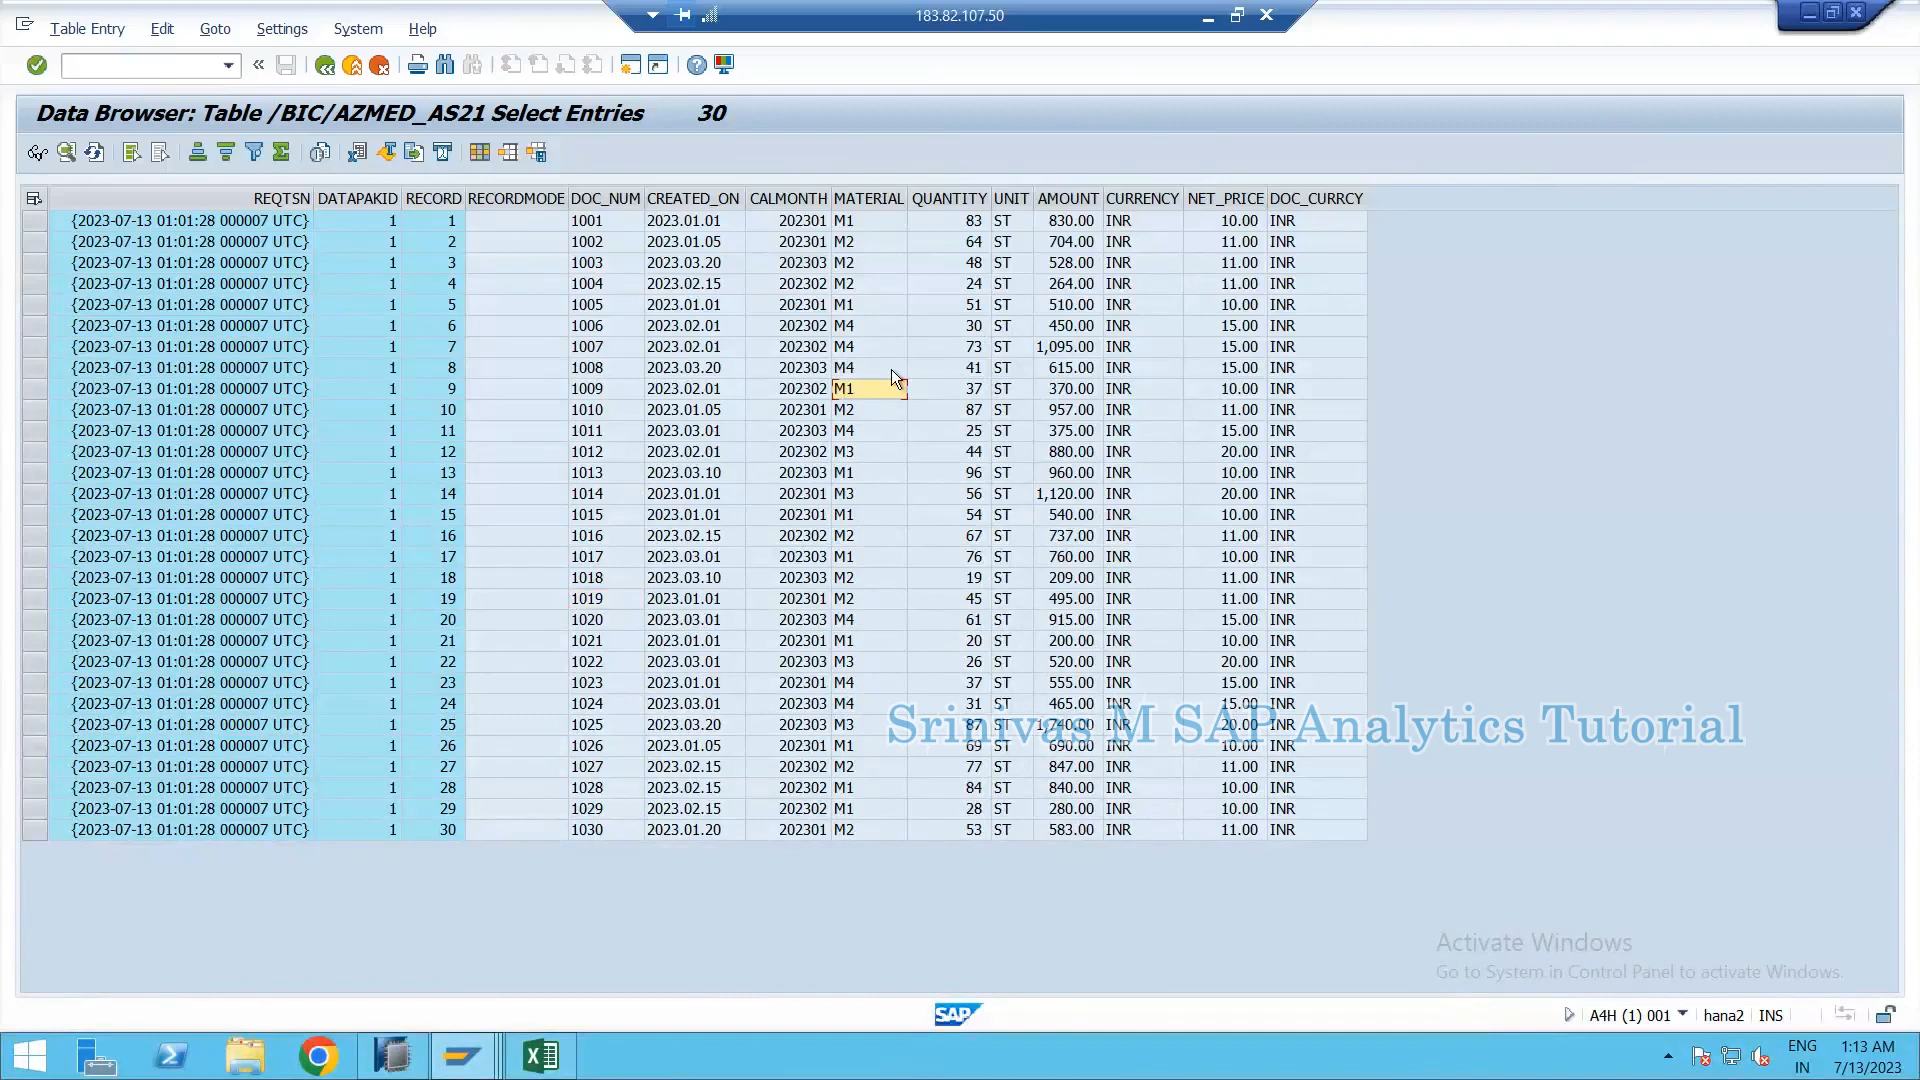 183.82.107.50
Table Entry Edit Goto Settings System Help
Data Browser: Table /BIC/AZMED_AS21 Select Entries 30
REQTSN DATAPAKID RECORD RECORDMODE DOC_NUM CREATED_ON CALMONTH MATERIAL QUANTITY UNIT AMOUNT CURRENCY NET_PRICE DOC_CURRCY
{2023-07-13 01:01:28 000007 UTC} 1 1 1001 2023.01.01 202301 M1 83 ST 830.00 INR 10.00 INR
{2023-07-13 01:01:28 000007 UTC} 1 2 1002 2023.01.05 202301 M2 64 ST 704.00 INR 11.00 INR
{2023-07-13 01:01:28 000007 UTC} 1 3 1003 2023.03.20 202303 M2 48 ST 528.00 INR 11.00 INR
{2023-07-13 01:01:28 000007 UTC} 1 4 1004 2023.02.15 202302 M2 24 ST 264.00 INR 11.00 INR
{2023-07-13 01:01:28 000007 UTC} 1 5 1005 2023.01.01 202301 M1 51 ST 510.00 INR 10.00 INR
{2023-07-13 01:01:28 000007 UTC} 1 6 1006 2023.02.01 202302 M4 30 ST 450.00 INR 15.00 INR
{2023-07-13 01:01:28 000007 UTC} 1 7 1007 2023.02.01 202302 M4 73 ST 1,095.00 INR 15.00 INR
{2023-07-13 01:01:28 000007 UTC} 1 8 1008 2023.03.20 202303 M4 41 ST 615.00 INR 15.00 INR
{2023-07-13 01:01:28 000007 UTC} 1 9 1009 2023.02.01 202302 M1 37 ST 370.00 INR 10.00 INR
{2023-07-13 01:01:28 000007 UTC} 1 10 1010 2023.01.05 202301 M2 87 ST 957.00 INR 11.00 INR
{2023-07-13 01:01:28 000007 UTC} 1 11 1011 2023.03.01 202303 M4 25 ST 375.00 INR 15.00 INR
{2023-07-13 01:01:28 000007 UTC} 1 12 1012 2023.02.01 202302 M3 44 ST 880.00 INR 20.00 INR
{2023-07-13 01:01:28 000007 UTC} 1 13 1013 2023.03.10 202303 M1 96 ST 960.00 INR 10.00 INR
{2023-07-13 01:01:28 000007 UTC} 1 14 1014 2023.01.01 202301 M3 56 ST 1,120.00 INR 20.00 INR
{2023-07-13 01:01:28 000007 UTC} 1 15 1015 2023.01.01 202301 M1 54 ST 540.00 INR 10.00 INR
{2023-07-13 01:01:28 000007 UTC} 1 16 1016 2023.02.15 202302 M2 67 ST 737.00 INR 11.00 INR
{2023-07-13 01:01:28 000007 UTC} 1 17 1017 2023.03.01 202303 M1 76 ST 760.00 INR 10.00 INR
{2023-07-13 01:01:28 000007 UTC} 1 18 1018 2023.03.10 202303 M2 19 ST 209.00 INR 11.00 INR
{2023-07-13 01:01:28 000007 UTC} 1 19 1019 2023.01.01 202301 M2 45 ST 495.00 INR 11.00 INR
{2023-07-13 01:01:28 000007 UTC} 1 20 1020 2023.03.01 202303 M4 61 ST 915.00 INR 15.00 INR
{2023-07-13 01:01:28 000007 UTC} 1 21 1021 2023.01.01 202301 M1 20 ST 200.00 INR 10.00 INR
{2023-07-13 01:01:28 000007 UTC} 1 22 1022 2023.03.01 202303 M3 26 ST 520.00 INR 20.00 INR
{2023-07-13 01:01:28 000007 UTC} 1 23 1023 2023.01.01 202301 M4 37 ST 555.00 INR 15.00 INR
{2023-07-13 01:01:28 000007 UTC} 1 24 1024 2023.03.01 202303 M4 31 ST 465.00 INR 15.00 INR
{2023-07-13 01:01:28 000007 UTC} 1 25 1025 2023.03.20 202303 M3 87 ST 1,740.00 INR 20.00 INR
Srinivas M SAP Analytics Tutorial
{2023-07-13 01:01:28 000007 UTC} 1 26 1026 2023.01.05 202301 M1 69 ST 690.00 INR 10.00 INR
{2023-07-13 01:01:28 000007 UTC} 1 27 1027 2023.02.15 202302 M2 77 ST 847.00 INR 11.00 INR
{2023-07-13 01:01:28 000007 UTC} 1 28 1028 2023.02.15 202302 M1 84 ST 840.00 INR 10.00 INR
{2023-07-13 01:01:28 000007 UTC} 1 29 1029 2023.02.15 202302 M1 28 ST 280.00 INR 10.00 INR
{2023-07-13 01:01:28 000007 UTC} 1 30 1030 2023.01.20 202301 M2 53 ST 583.00 INR 11.00 INR
Activate Windows
Go to System in Control Panel to activate Windows.
SAP A4H (1) 001 hana2 INS
ENG 1:13 AM
IN 7/13/2023